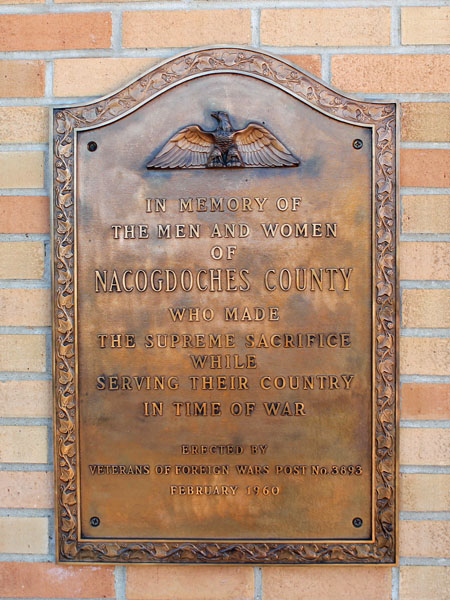 IN MEMORY OF
THE MEN AND WOMEN
OF
NACOGDOCHES COUNTY
WHO MADE
THE SUPREME SACRIFICE
WHILE
SERVING THEIR COUNTRY
IN TIME OF WAR
ERECTED BY
VETERANS OF FOREIGN WARS POST NO. 3893
FEBRUARY 1960